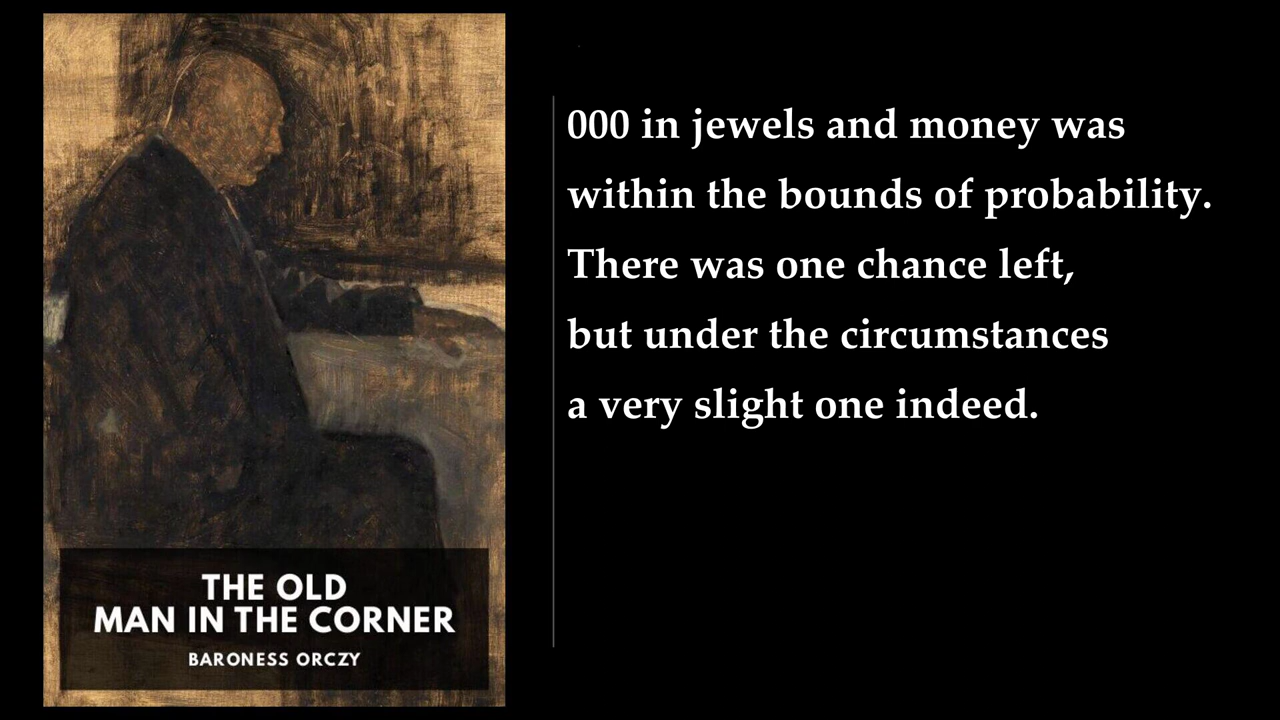 THE OLD
MAN IN THE CORNER
BARONESS ORCZY
000 in jewels and money was
within the bounds of probability.
There was one chance left,
but under the circumstances
a very slight one indeed.